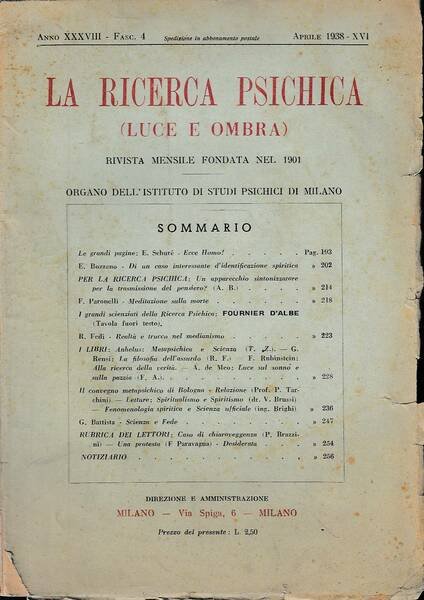 ANNO XXXVIII - FASC. 4 Spedizione in abbonamento postale APRILE 1938 - XVI
LA RICERCA PSICHICA
(LUCE E OMBRA)
RIVISTA MENSILE FONDATA NEL 1901
ORGANO DELL'ISTITUTO DI STUDI PSICHICI DI MILANO
SOMMARIO
Le grandi pagine; E. Schuré - Ecce Homo! . . . . . Pag. 193
E. Bozzano - Di un caso interessante d'identificazione spiritica » 202
PER LA RICERCA PSICHICA: Un apparecchio sintonizzatore
per la trasmissione del pensiero? (A. B.) . . . . . » 214
F. Paronelli - Meditazione sulla morte . . . . . . » 218
I grandi scienziati della Ricerca Psichica; FOURNIER D'ALBE
(Tavola fuori testo).
R. Fedi - Realtà e trucco nel medianismo . . . . . » 223
I LIBRI: Anhelus: Metapsichica e Scienza (T. Z.). — G.
Rensi: La filosofia dell'assurdo (R. F.) - F. Rubinstein:
Alla ricerca della verità. — A. de Meo; Luce sul sonno e
sulla pazzia (F. A.). . . . . . . . . » 228
Il convegno metapsichico di Bologna - Relazione (Prof. P. Tar-
chini) — Letture; Spiritualismo e Spiritismo (dr. V. Brussi)
— Fenomenologia spiritica e Scienza ufficiale (ing. Brighi) » 236
G. Battista - Scienza e Fede . . . . . . . » 247
RUBRICA DEI LETTORI; Caso di chiaroveggenza (P. Brazzi-
ni) — Una protesta (F. Paravagna) - Desiderata . . » 254
NOTIZIARIO . . . . . . . . . . » 256
DIREZIONE E AMMINISTRAZIONE
MILANO — Via Spiga, 6 — MILANO
Prezzo del presente: L. 2,50